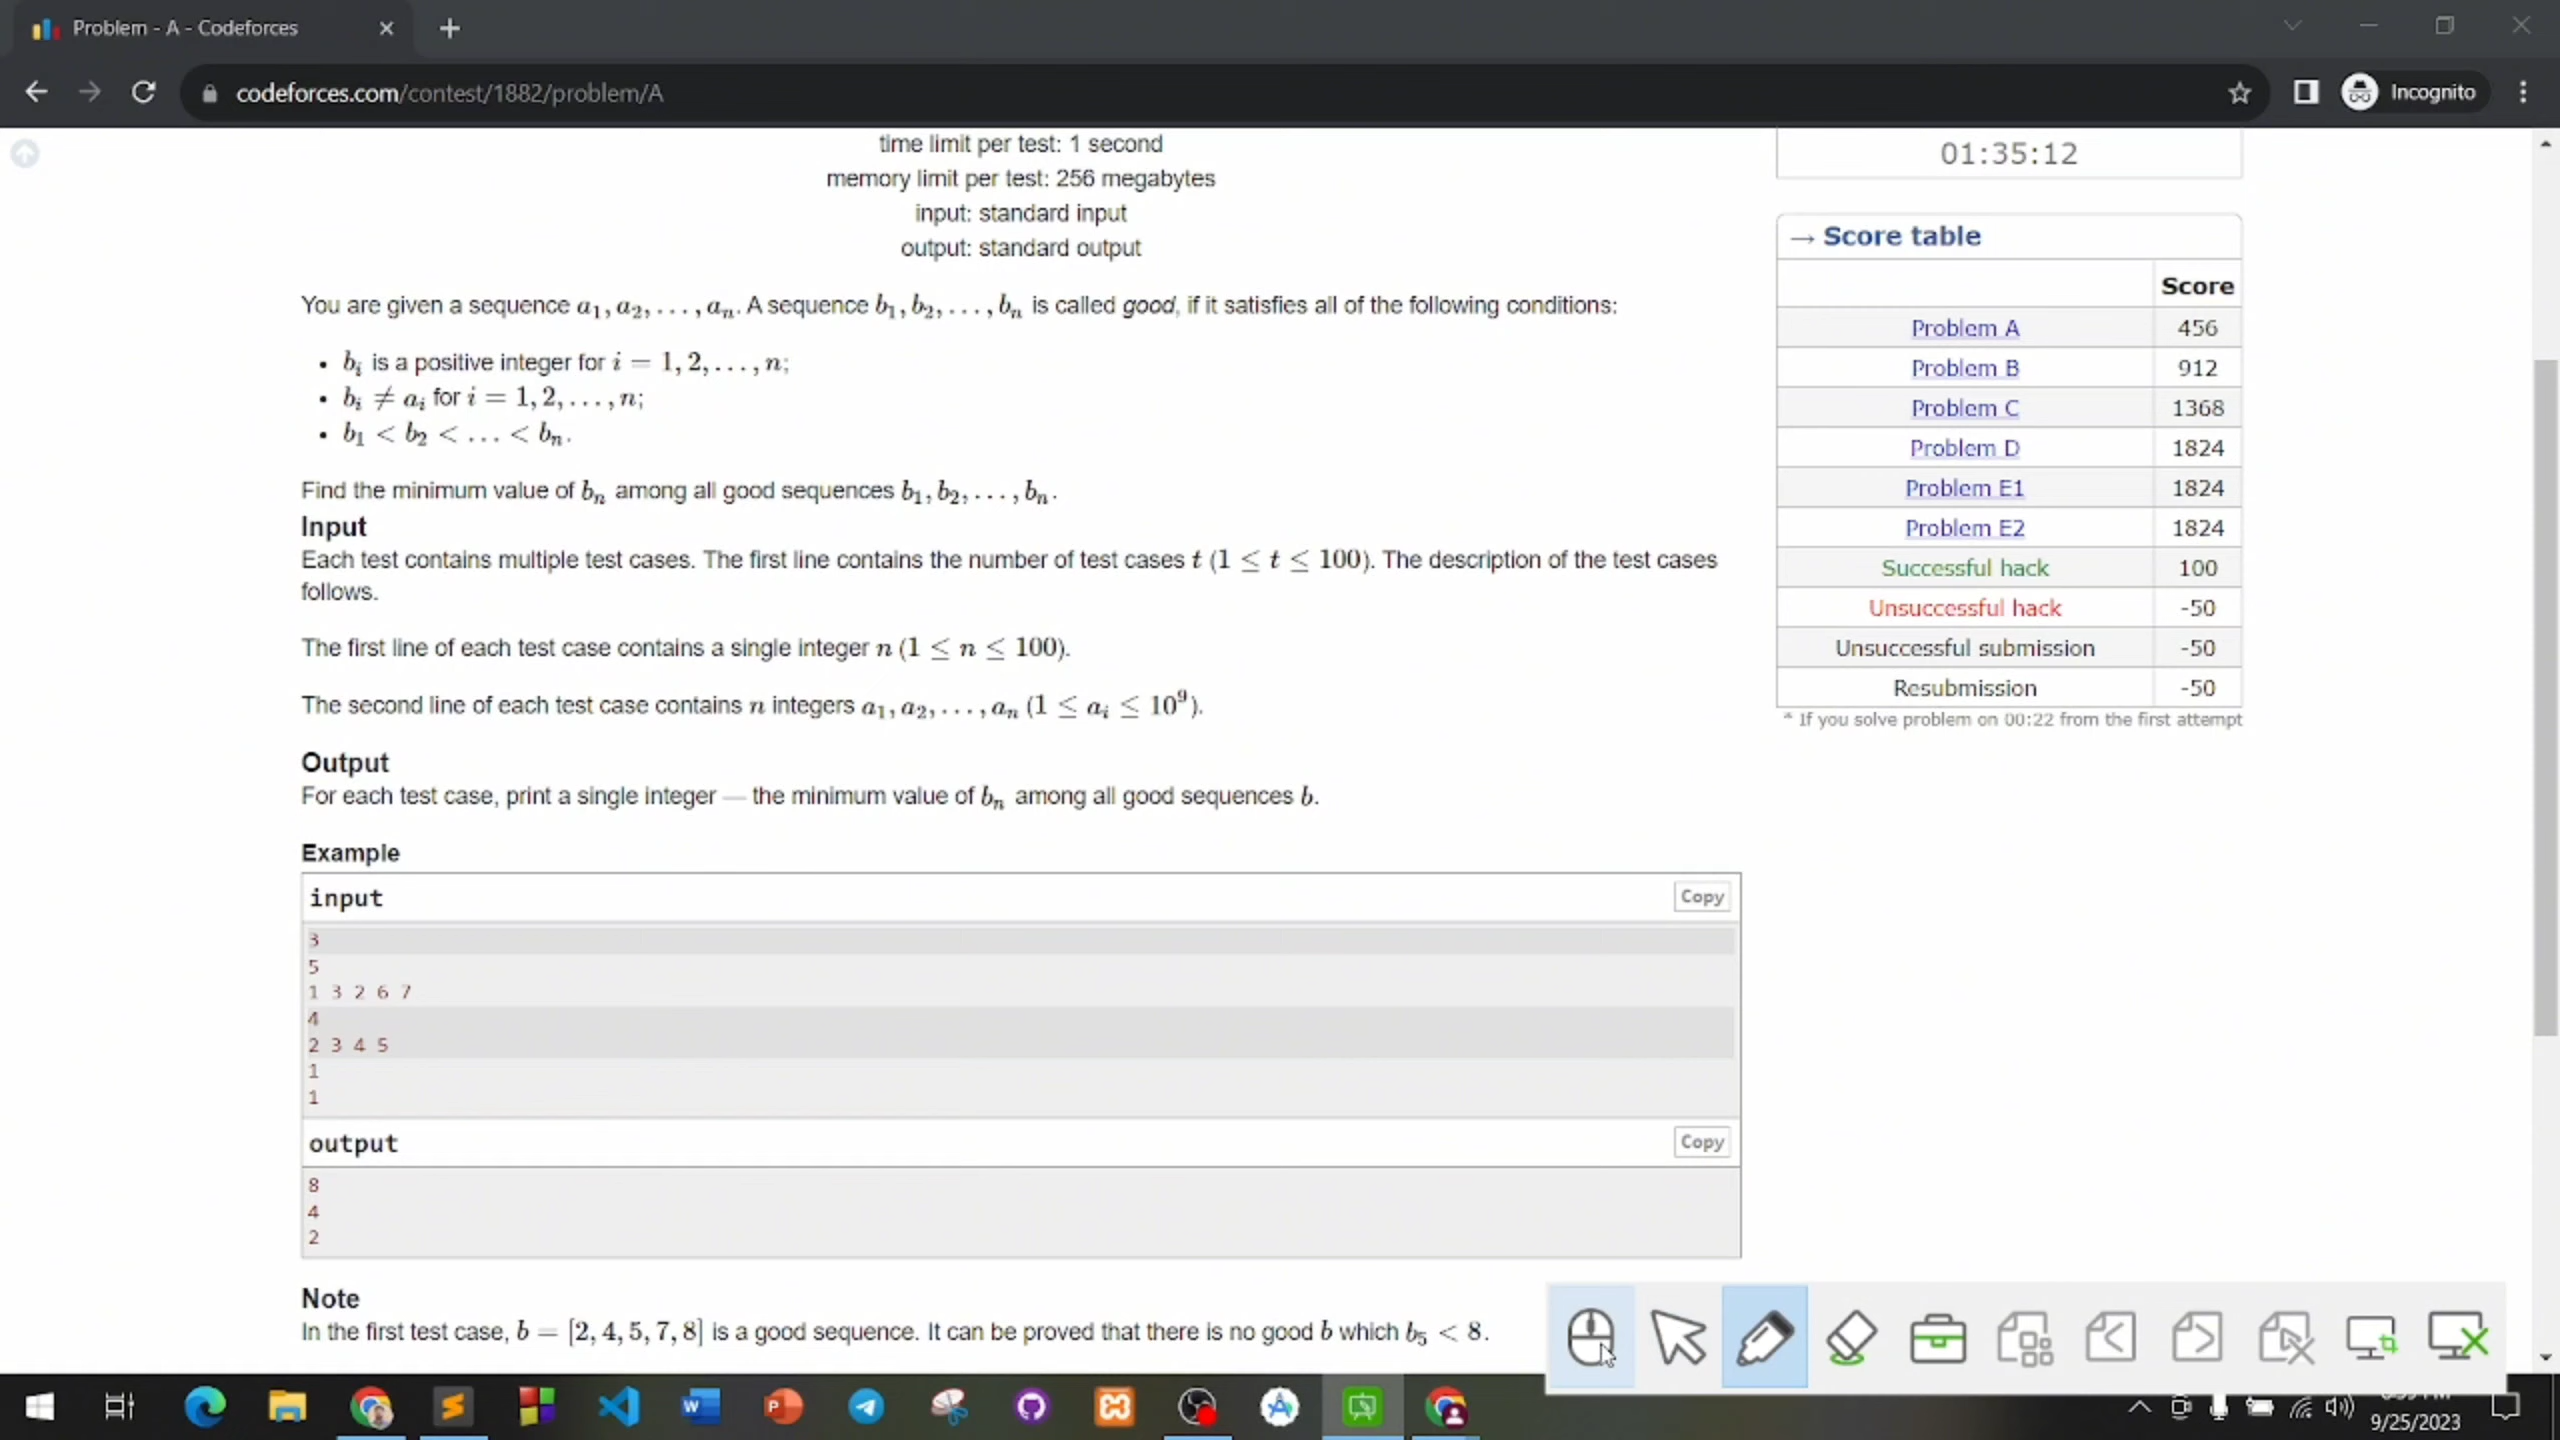 Problem - A - Codeforces
codeforces.com/contest/1882/problem/A
Incognito
time limit per test: 1 second
memory limit per test: 256 megabytes
input: standard input
output: standard output
You are given a sequence a₁, a₂, . . . , aₙ. A sequence b₁, b₂, . . . , bₙ is called good, if it satisfies all of the following conditions:
• bᵢ is a positive integer for i = 1, 2, . . . , n;
• bᵢ ≠ aᵢ for i = 1, 2, . . . , n;
• b₁ < b₂ < . . . < bₙ.
Find the minimum value of bₙ among all good sequences b₁, b₂, . . . , bₙ.
Input
Each test contains multiple test cases. The first line contains the number of test cases t (1 ≤ t ≤ 100). The description of the test cases
follows.
The first line of each test case contains a single integer n (1 ≤ n ≤ 100).
The second line of each test case contains n integers a₁, a₂, . . . , aₙ (1 ≤ aᵢ ≤ 10⁹).
Output
For each test case, print a single integer — the minimum value of bₙ among all good sequences b.
Example
input
Copy
3
5
1 3 2 6 7
4
2 3 4 5
1
1
output
Copy
8
4
2
Note
In the first test case, b = [2, 4, 5, 7, 8] is a good sequence. It can be proved that there is no good b which b₅ < 8.
01:35:12
→ Score table
Score
Problem A 456
Problem B 912
Problem C 1368
Problem D 1824
Problem E1 1824
Problem E2 1824
Successful hack 100
Unsuccessful hack -50
Unsuccessful submission -50
Resubmission -50
* If you solve problem on 00:22 from the first attempt
9/25/2023